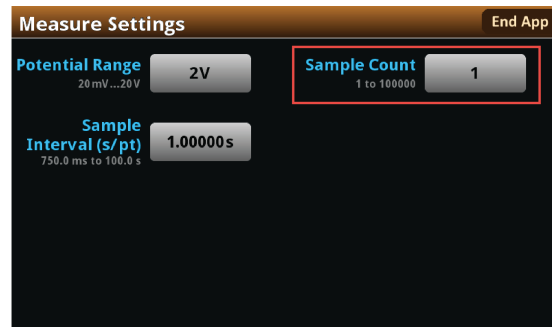 Measure Settings
End App
Potential Range
20 mV...20 V
2V
Sample Count
1 to 100000
1
Sample
Interval (s/pt)
750.0 ms to 100.0 s
1.00000 s